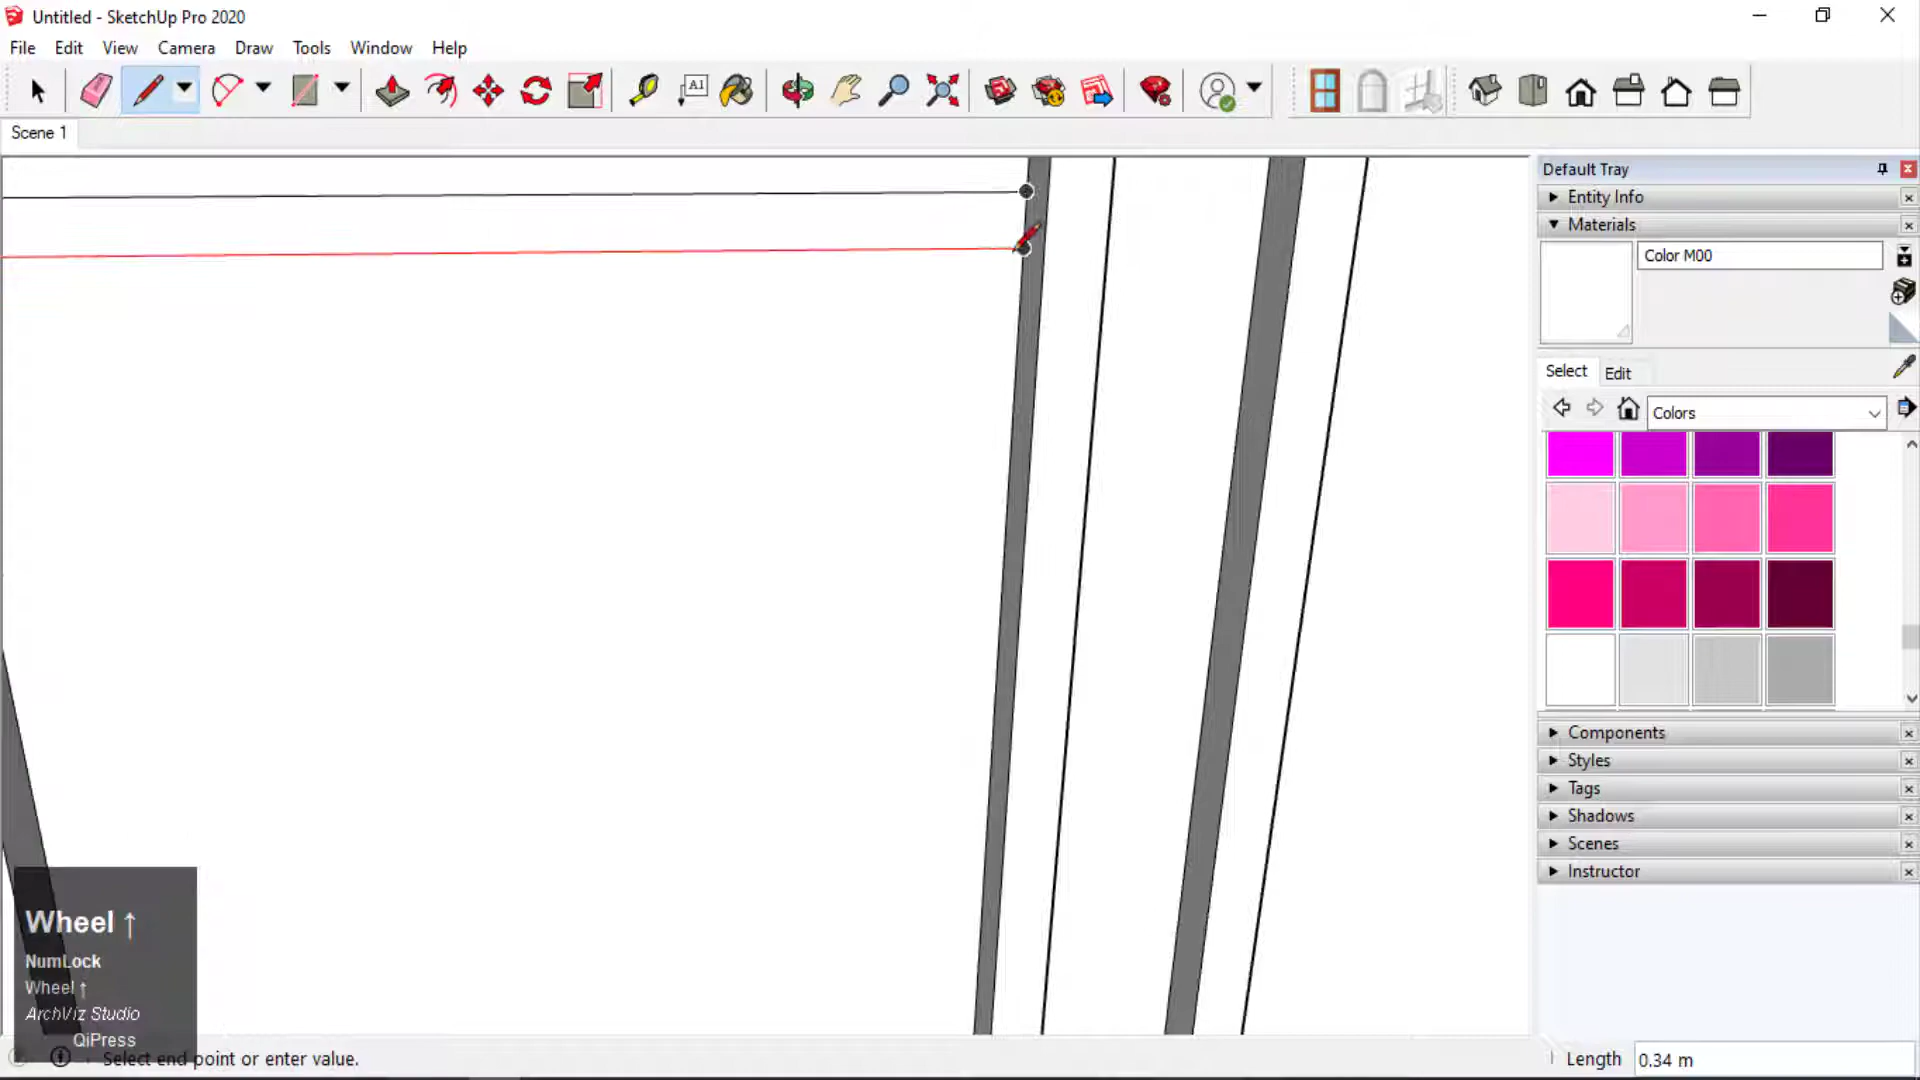 Untitled - SketchUp Pro 2020
File Edit View Camera Draw Tools Window Help
A1
Scene 1
Default Tray
Entity Info
Materials
Color M00
Select Edit
Colors
Components
Styles
Tags
Shadows
Scenes
Instructor
Wheel ↑
NumLock
Wheel ↑
ArchViz Studio
QiPress
Select end point or enter value.
Length 0.34 m